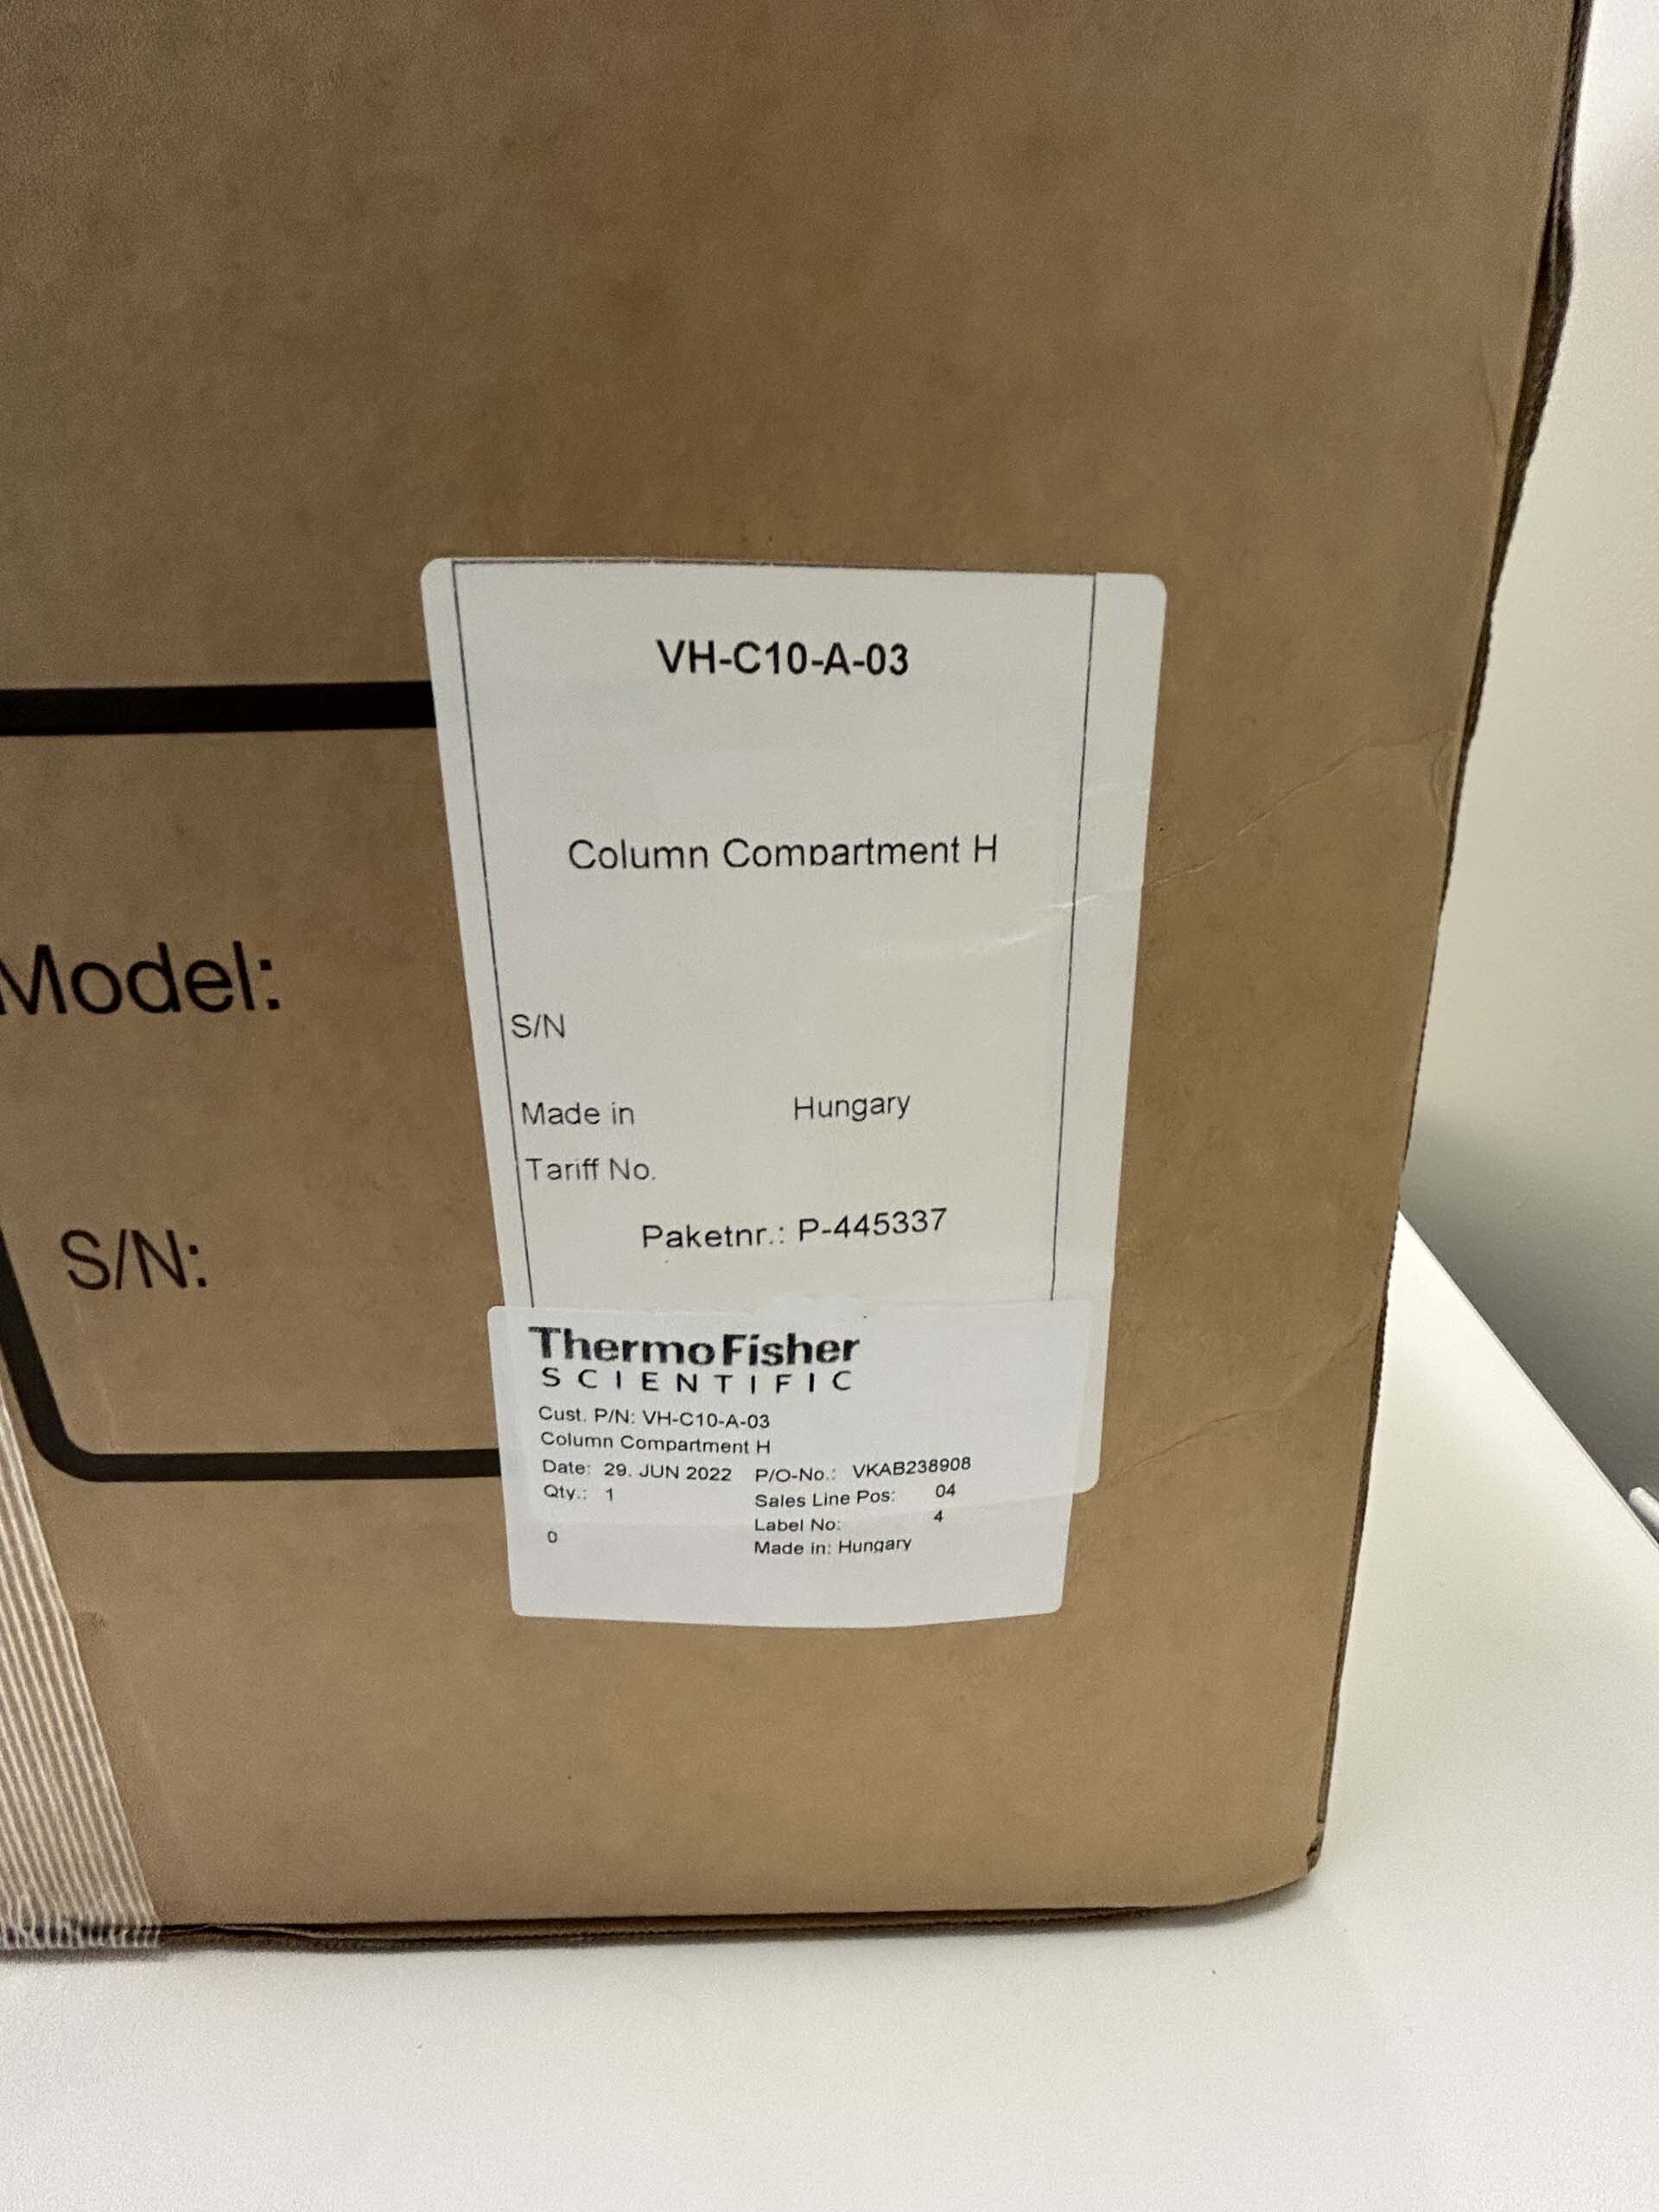 VH-C10-A-03
Column Compartment H
Model:
S/N
Made in Hungary
Tariff No.
Paketnr.: P-445337
S/N:
ThermoFisher
SCIENTIFIC
Cust. P/N: VH-C10-A-03
Column Compartment H
Date: 29. JUN 2022 P/O-No.: VKAB238908
Qty.: 1 Sales Line Pos: 04
Label No: 4
0
Made in: Hungary